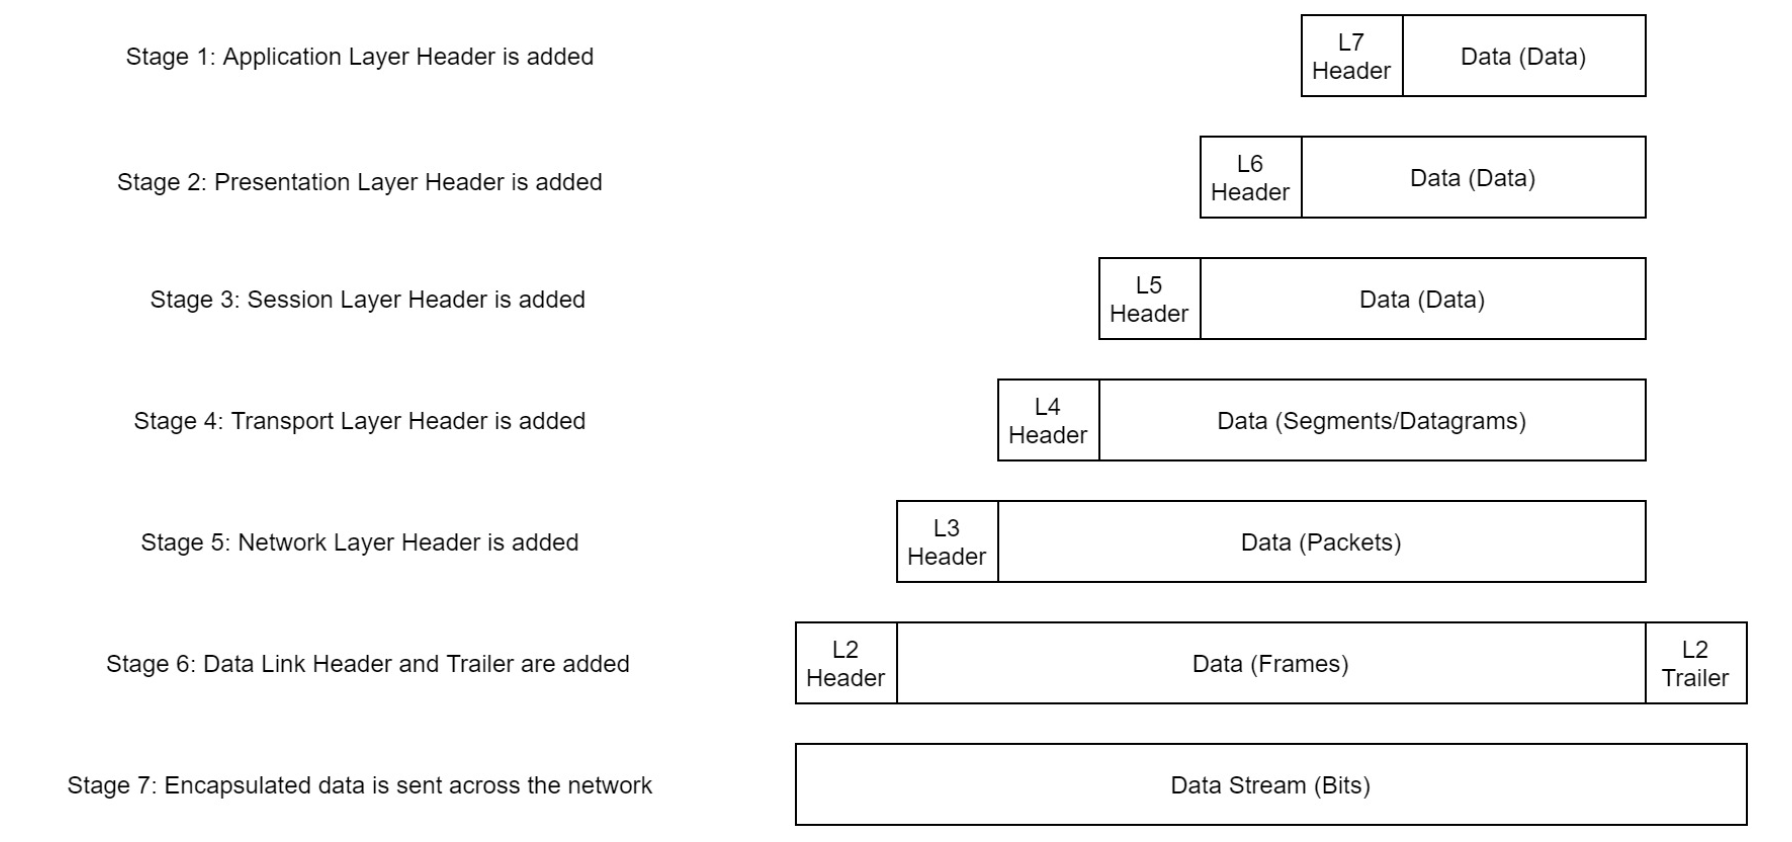 Stage 1: Application Layer Header is added
L7
Header
Data (Data)
Stage 2: Presentation Layer Header is added
L6
Header
Data (Data)
Stage 3: Session Layer Header is added
L5
Header
Data (Data)
Stage 4: Transport Layer Header is added
L4
Header
Data (Segments/Datagrams)
Stage 5: Network Layer Header is added
L3
Header
Data (Packets)
Stage 6: Data Link Header and Trailer are added
L2
Header
Data (Frames)
L2
Trailer
Stage 7: Encapsulated data is sent across the network
Data Stream (Bits)